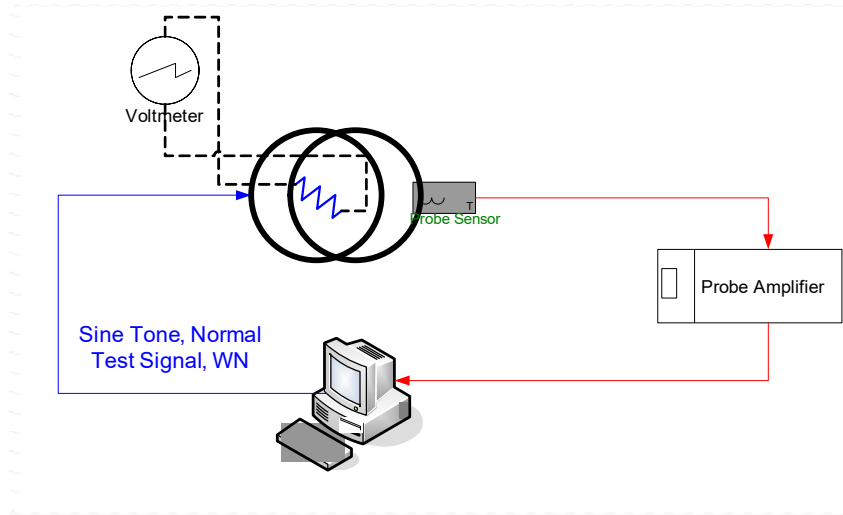 Voltmeter
T
Probe Sensor
Probe Amplifier
Sine Tone, Normal
Test Signal, WN